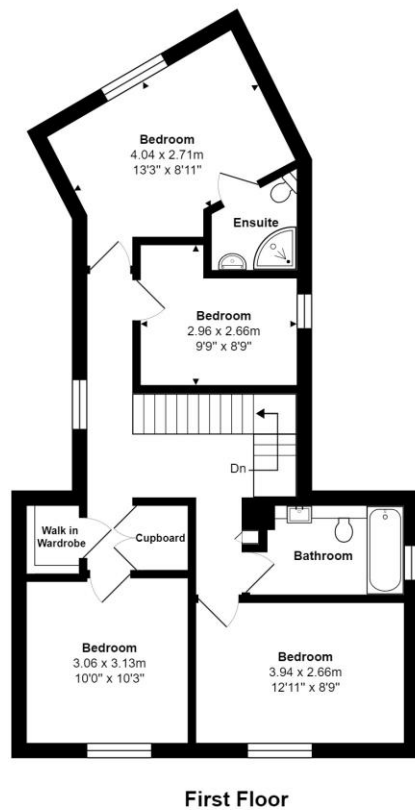 Bedroom
4.04 x 2.71m
13'3" x 8'11"
Ensuite
Bedroom
2.96 x 2.66m
9'9" x 8'9"
Dn
Walk in
Wardrobe
Cupboard
Bathroom
Bedroom
3.06 x 3.13m
10'0" x 10'3"
Bedroom
3.94 x 2.66m
12'11" x 8'9"
First Floor